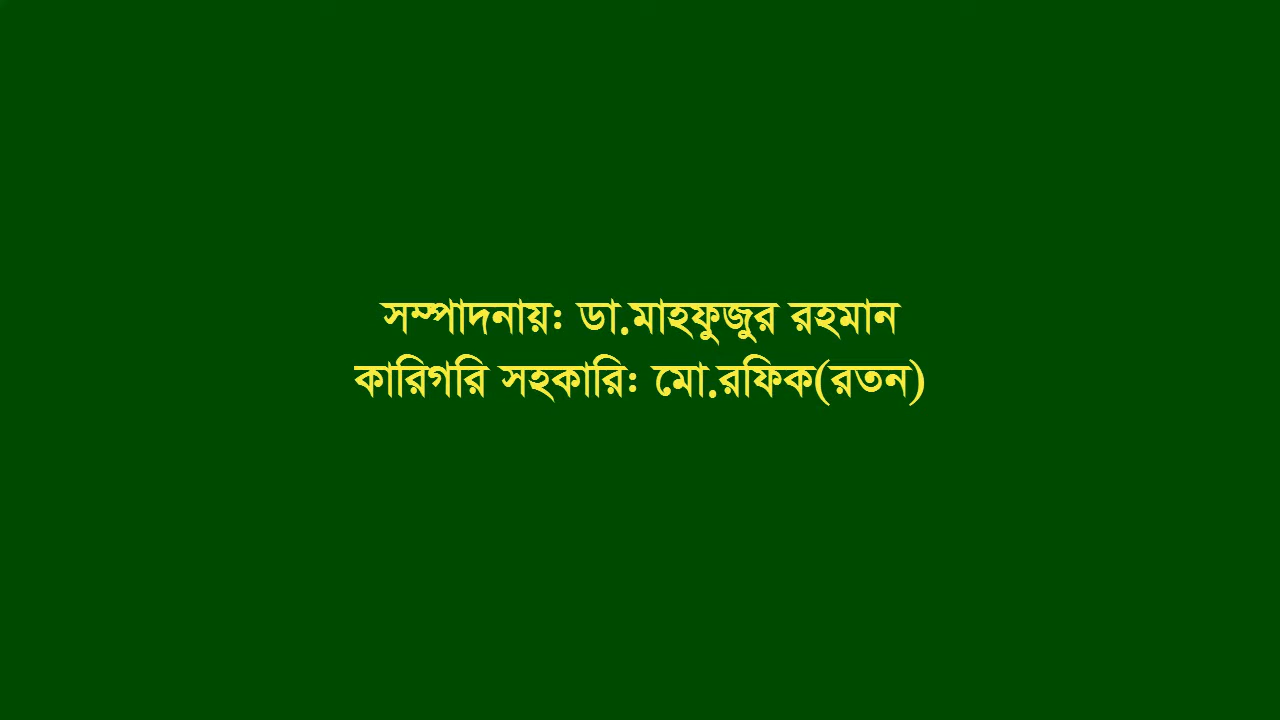 সম্পাদনায়ঃ ডা.মাহফুজুর রহমান
কারিগরি সহকারিঃ মো.রফিক(রতন)